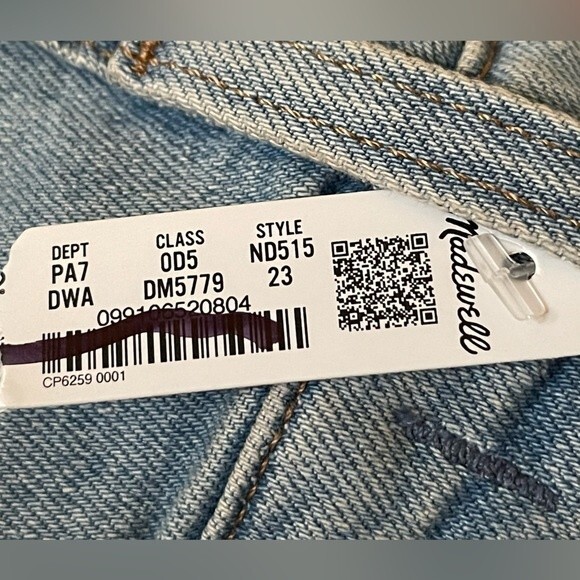 DEPT CLASS STYLE
PA7 0D5 ND515
DWA DM5779 23
099106520804
CP6259 0001
Madewell